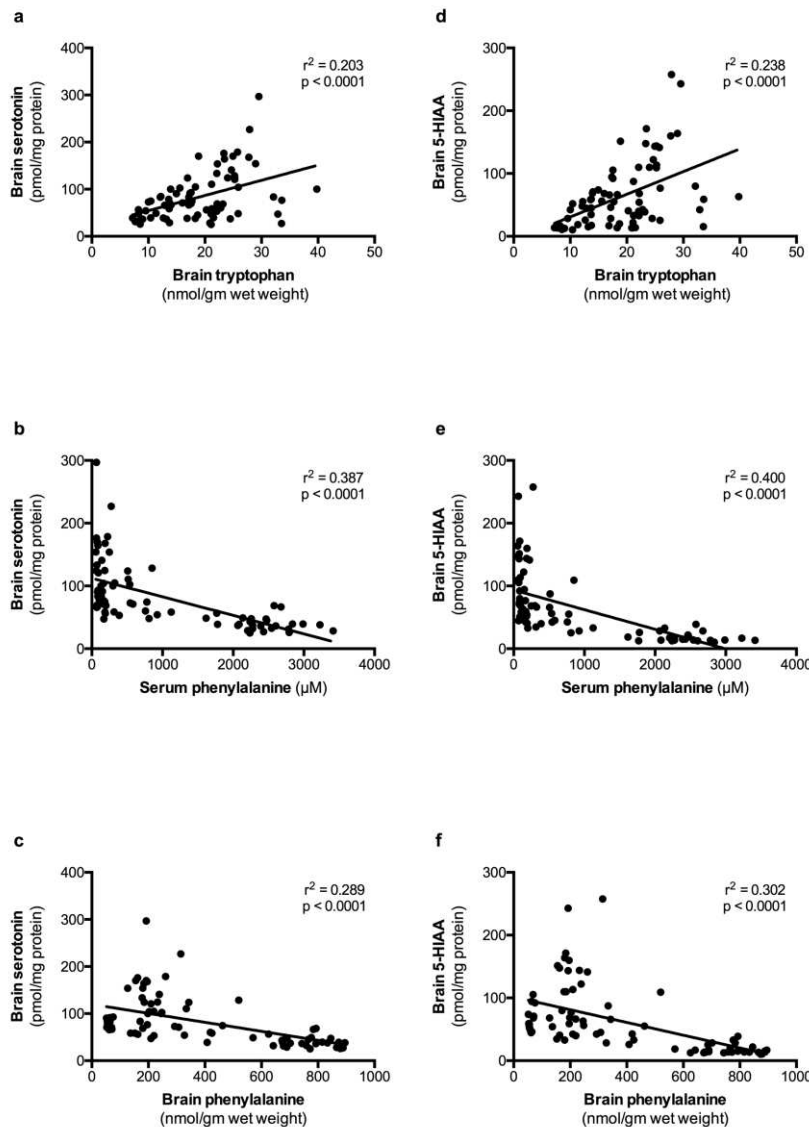 a
Brain serotonin
(pmol/mg protein)
400
300
200
100
0
0 10 20 30 40 50
r² = 0.203
p < 0.0001
Brain tryptophan
(nmol/gm wet weight)
d
Brain 5-HIAA
(pmol/mg protein)
300
200
100
0
0 10 20 30 40 50
r² = 0.238
p < 0.0001
Brain tryptophan
(nmol/gm wet weight)
b
Brain serotonin
(pmol/mg protein)
300
200
100
0
0 1000 2000 3000 4000
r² = 0.387
p < 0.0001
Serum phenylalanine (µM)
e
Brain 5-HIAA
(pmol/mg protein)
300
200
100
0
0 1000 2000 3000 4000
r² = 0.400
p < 0.0001
Serum phenylalanine (µM)
c
Brain serotonin
(pmol/mg protein)
400
300
200
100
0
0 200 400 600 800 1000
r² = 0.289
p < 0.0001
Brain phenylalanine
(nmol/gm wet weight)
f
Brain 5-HIAA
(pmol/mg protein)
300
200
100
0
0 200 400 600 800 1000
r² = 0.302
p < 0.0001
Brain phenylalanine
(nmol/gm wet weight)